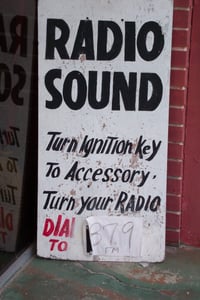 RADIO
SOUND
Turn Ignition Key
To Accessory.
Turn your RADIO
DIAL
TO 87.9
FM